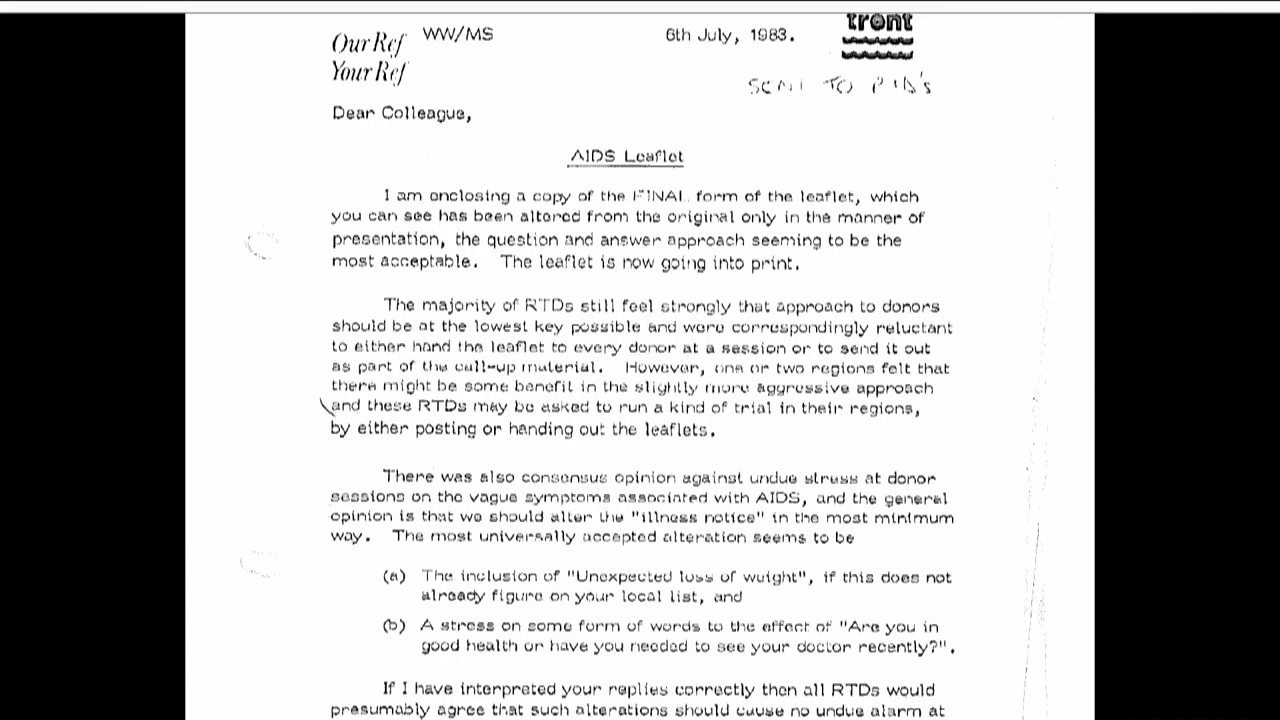 Our Ref WW/MS 6th July, 1983. front
Your Ref
SENT TO
Dear Colleague,
AIDS Leaflet
I am enclosing a copy of the FINAL form of the leaflet, which
you can see has been altered from the original only in the manner of
presentation, the question and answer approach seeming to be the
most acceptable. The leaflet is now going into print.
The majority of RTDs still feel strongly that approach to donors
should be at the lowest key possible and were correspondingly reluctant
to either hand the leaflet to every donor at a session or to send it out
as part of the call-up material. However, one or two regions felt that
there might be some benefit in the slightly more aggressive approach
and these RTDs may be asked to run a kind of trial in their regions,
by either posting or handing out the leaflets.
There was also consensus opinion against undue stress at donor
sessions on the vague symptoms associated with AIDS, and the general
opinion is that we should alter the "illness notice" in the most minimum
way. The most universally accepted alteration seems to be
(a) The inclusion of "Unexpected loss of weight", if this does not
already figure on your local list, and
(b) A stress on some form of words to the effect of "Are you in
good health or have you needed to see your doctor recently?".
If I have interpreted your replies correctly then all RTDs would
presumably agree that such alterations should cause no undue alarm at